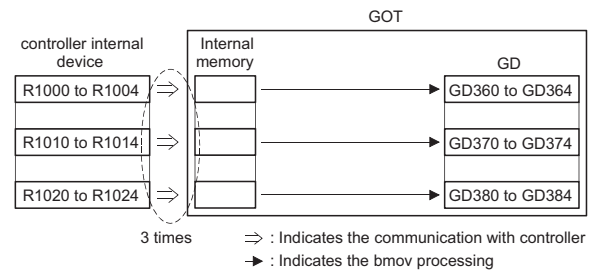 GOT
controller internal
device
Internal
memory
GD
R1000 to R1004
GD360 to GD364
R1010 to R1014
GD370 to GD374
R1020 to R1024
GD380 to GD384
3 times
⇒ : Indicates the communication with controller
→ : Indicates the bmov processing